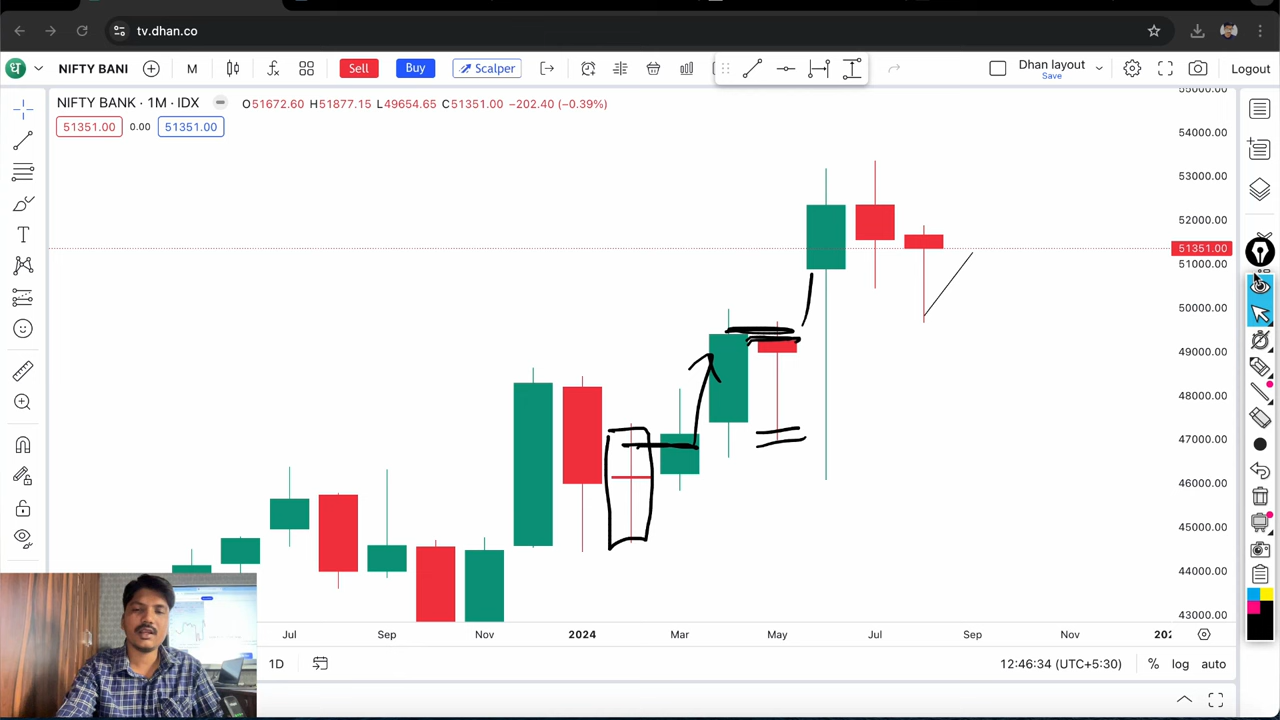 tv.dhan.co
NIFTY BANI
M
Sell
Buy
Scalper
Dhan layout
Save
Logout
NIFTY BANK · 1M · IDX
O51672.60 H51877.15 L49654.65 C51351.00 −202.40 (−0.39%)
51351.00
0.00
51351.00
55000.00
54000.00
53000.00
52000.00
51351.00
51000.00
50000.00
49000.00
48000.00
47000.00
46000.00
45000.00
44000.00
43000.00
Jul
Sep
Nov
2024
Mar
May
Jul
Sep
Nov
202
1D
12:46:34 (UTC+5:30)
%
log
auto